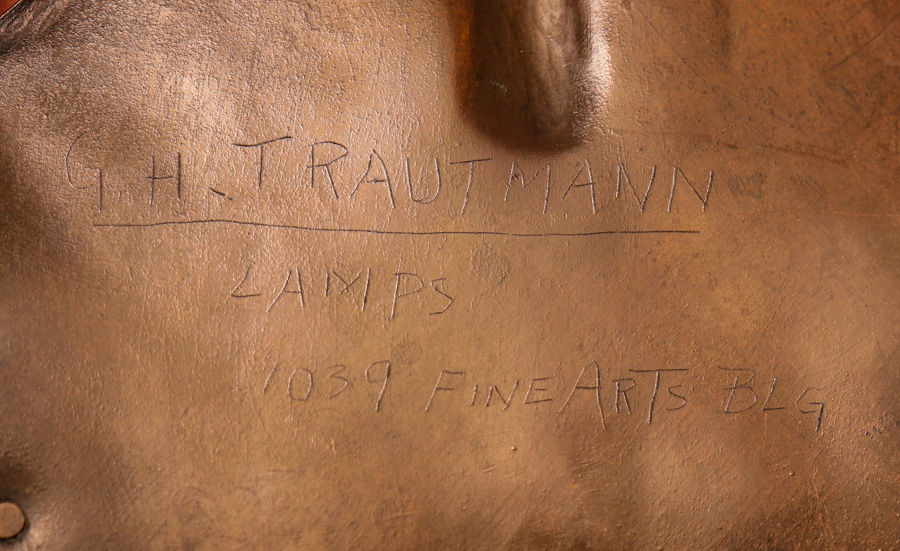 G. H. TRAUTMANN
LAMPS
1039 FINE ARTS BLG